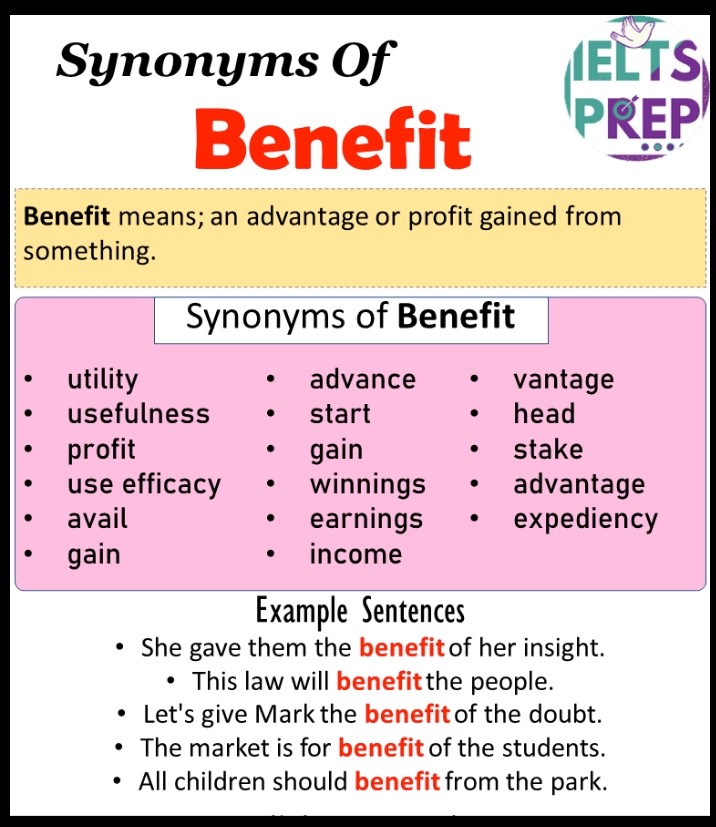 Synonyms Of
Benefit
IELTS
PREP
Benefit means; an advantage or profit gained from
something.
Synonyms of Benefit
• utility
• usefulness
• profit
• use efficacy
• avail
• gain
• advance
• start
• gain
• winnings
• earnings
• income
• vantage
• head
• stake
• advantage
• expediency
Example Sentences
• She gave them the benefit of her insight.
• This law will benefit the people.
• Let's give Mark the benefit of the doubt.
• The market is for benefit of the students.
• All children should benefit from the park.